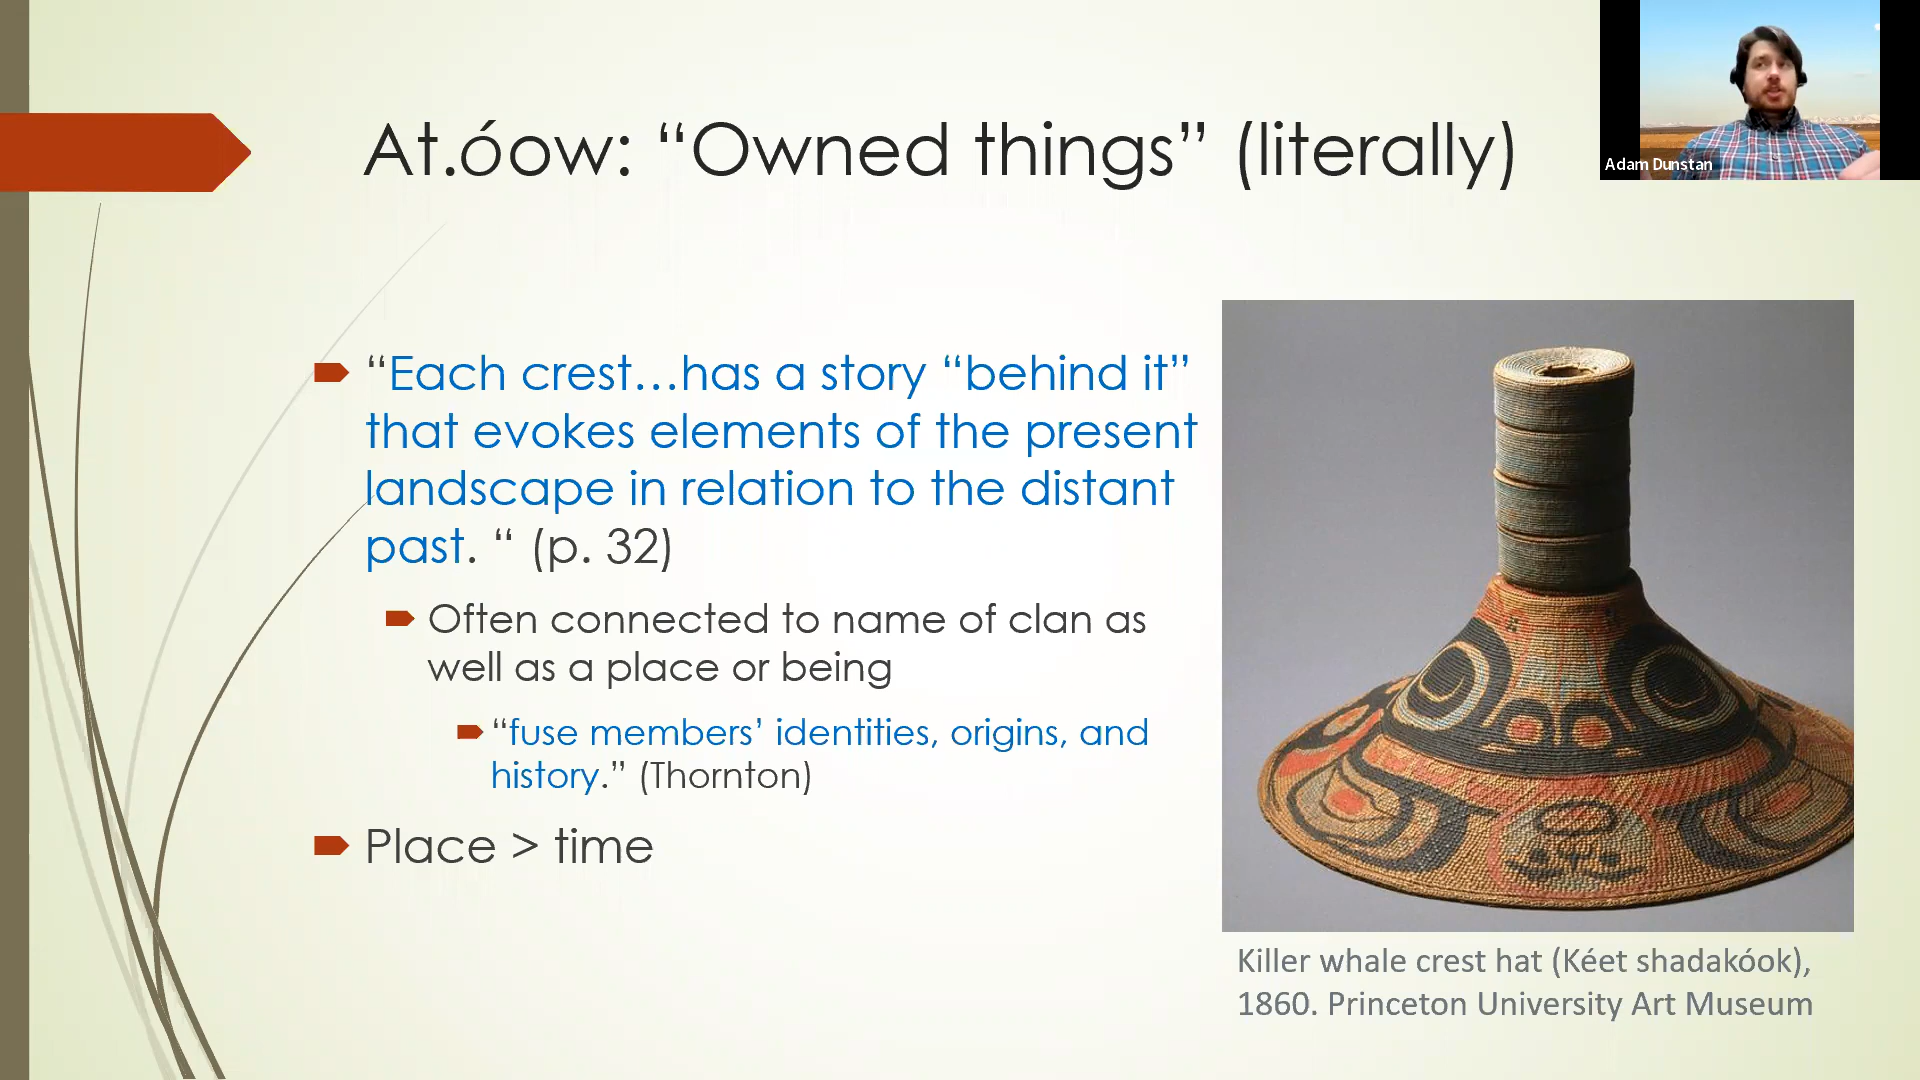 At.óow: “Owned things” (literally)
Adam Dunstan
“Each crest…has a story “behind it”
that evokes elements of the present
landscape in relation to the distant
past. “ (p. 32)
Often connected to name of clan as
well as a place or being
“fuse members’ identities, origins, and
history.” (Thornton)
Place > time
Killer whale crest hat (Kéet shadakóok),
1860. Princeton University Art Museum